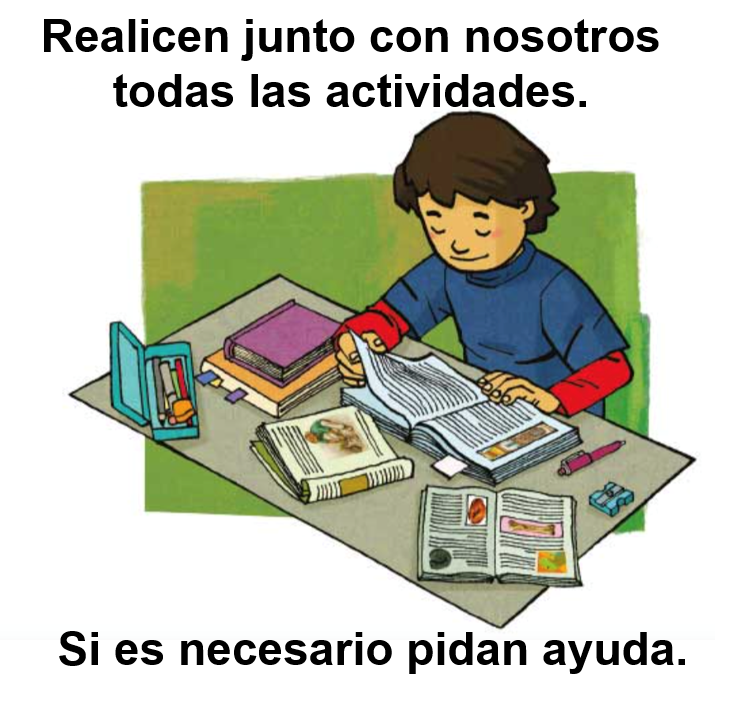 Realicen junto con nosotros
todas las actividades.
Si es necesario pidan ayuda.